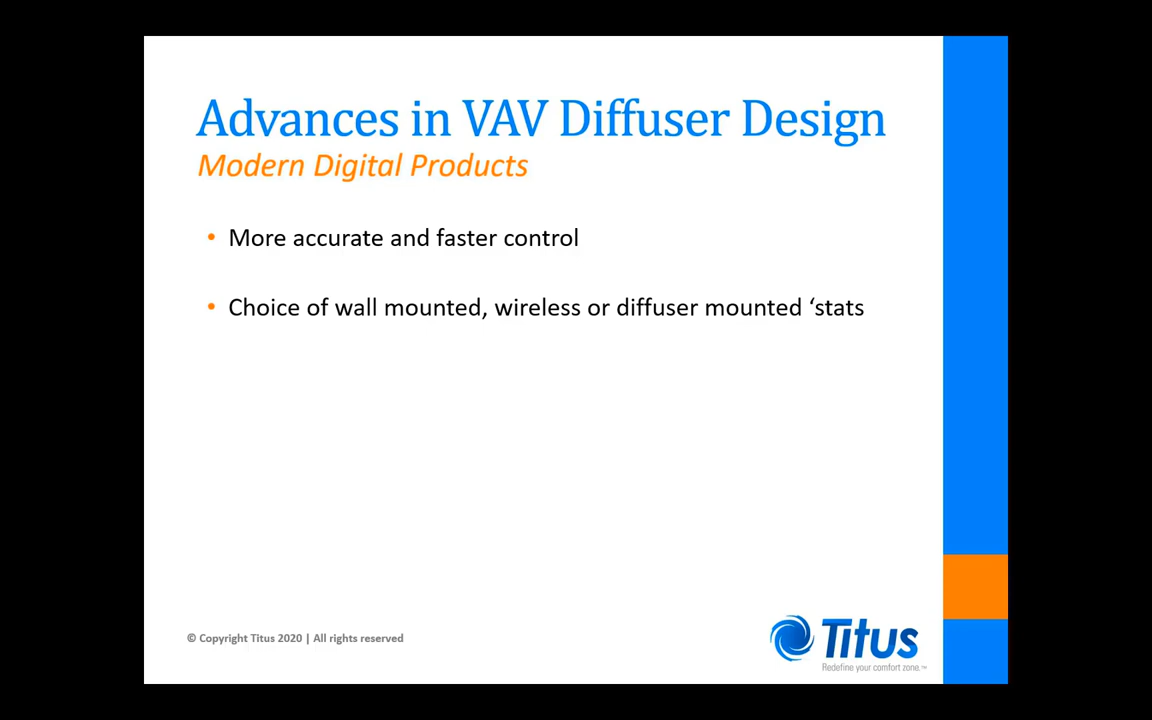 Advances in VAV Diffuser Design
Modern Digital Products
• More accurate and faster control
• Choice of wall mounted, wireless or diffuser mounted ‘stats
© Copyright Titus 2020 | All rights reserved
Titus
Redefine your comfort zone.™